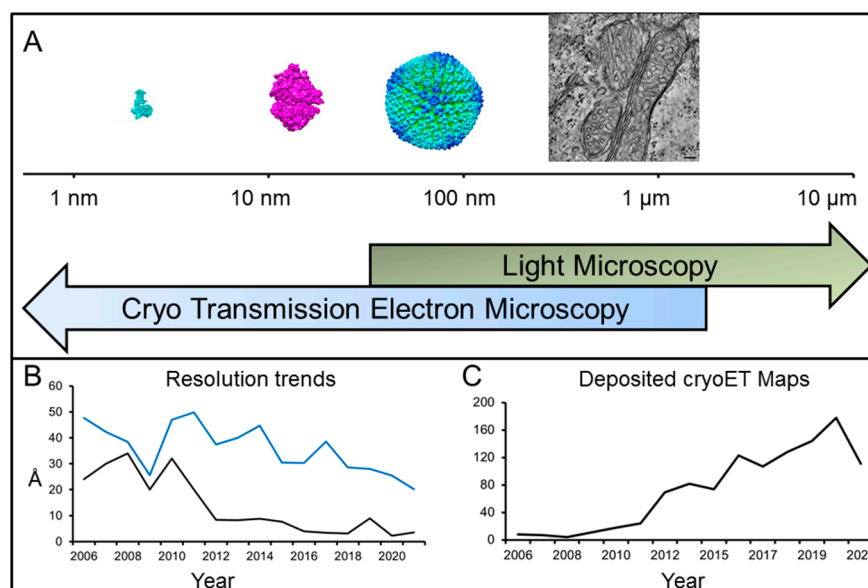 A
1 nm 10 nm 100 nm 1 µm 10 µm
Light Microscopy
Cryo Transmission Electron Microscopy
B Resolution trends
60
50
40
30
20
10
0
Å
2006 2008 2010 2012 2014 2016 2018 2020
Year
C Deposited cryoET Maps
200
160
120
80
40
0
2006 2008 2010 2012 2013 2015 2017 2019
Year